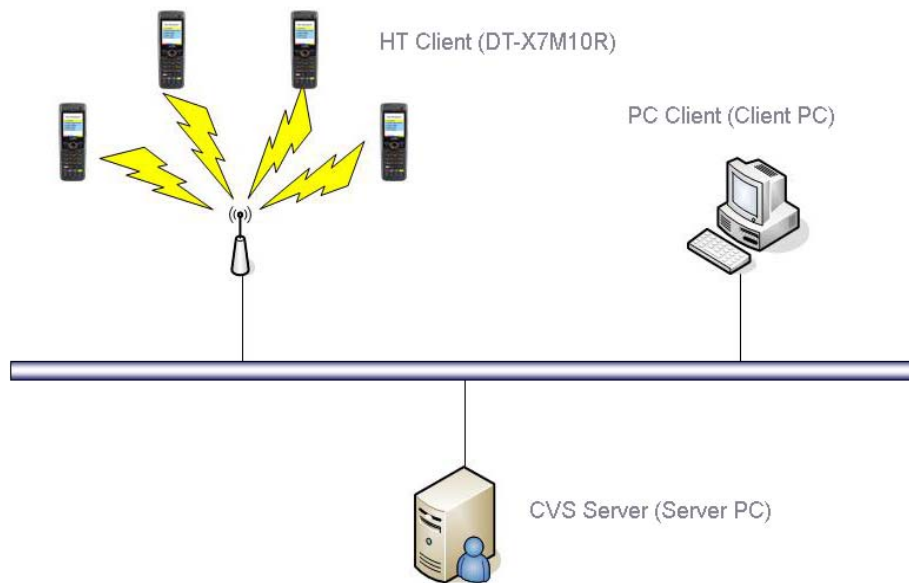 HT Client (DT-X7M10R)
PC Client (Client PC)
CVS Server (Server PC)